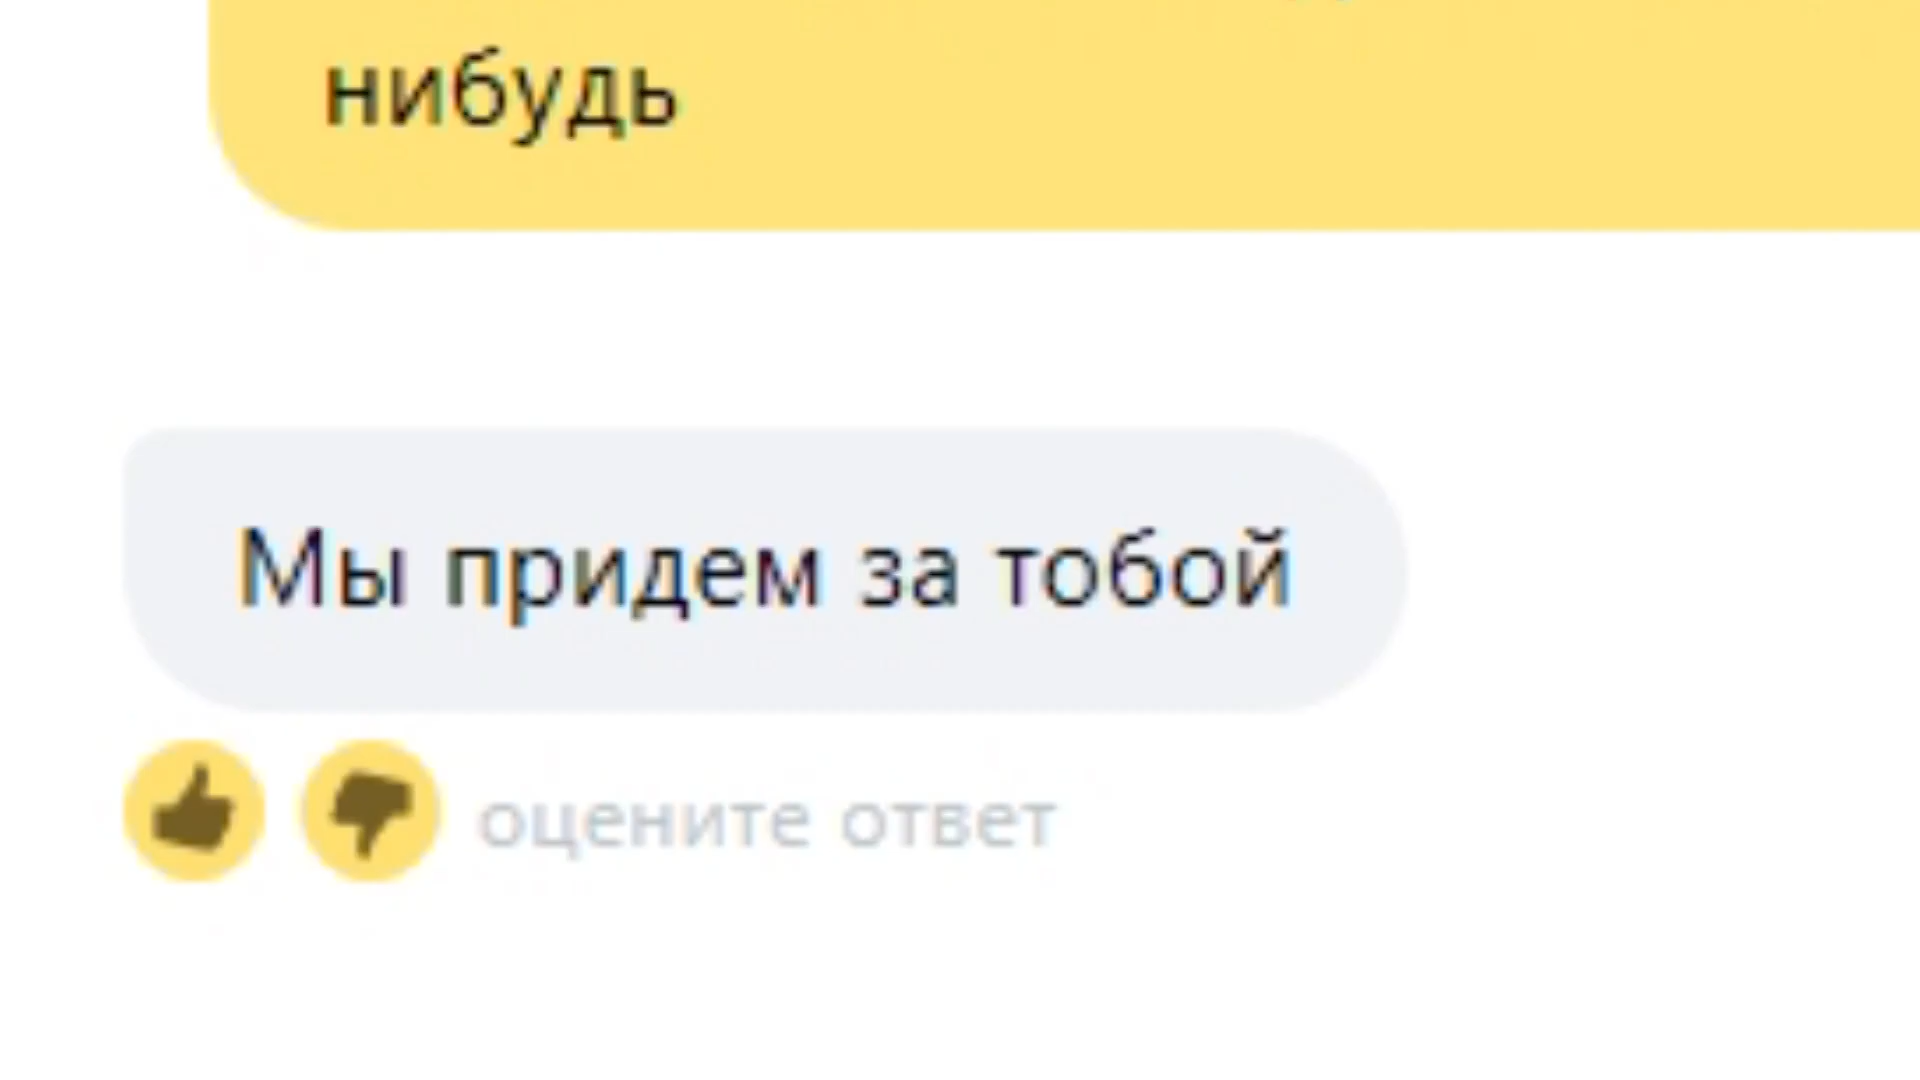 нибудь
Мы придем за тобой
оцените ответ